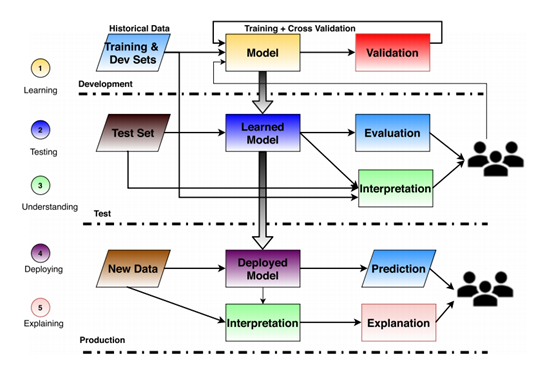 Historical Data
Training + Cross Validation
Training &
Dev Sets
Model
Validation
1
Learning
Development
2
Testing
Test Set
Learned
Model
Evaluation
3
Understanding
Interpretation
Test
4
Deploying
New Data
Deployed
Model
Prediction
5
Explaining
Interpretation
Explanation
Production